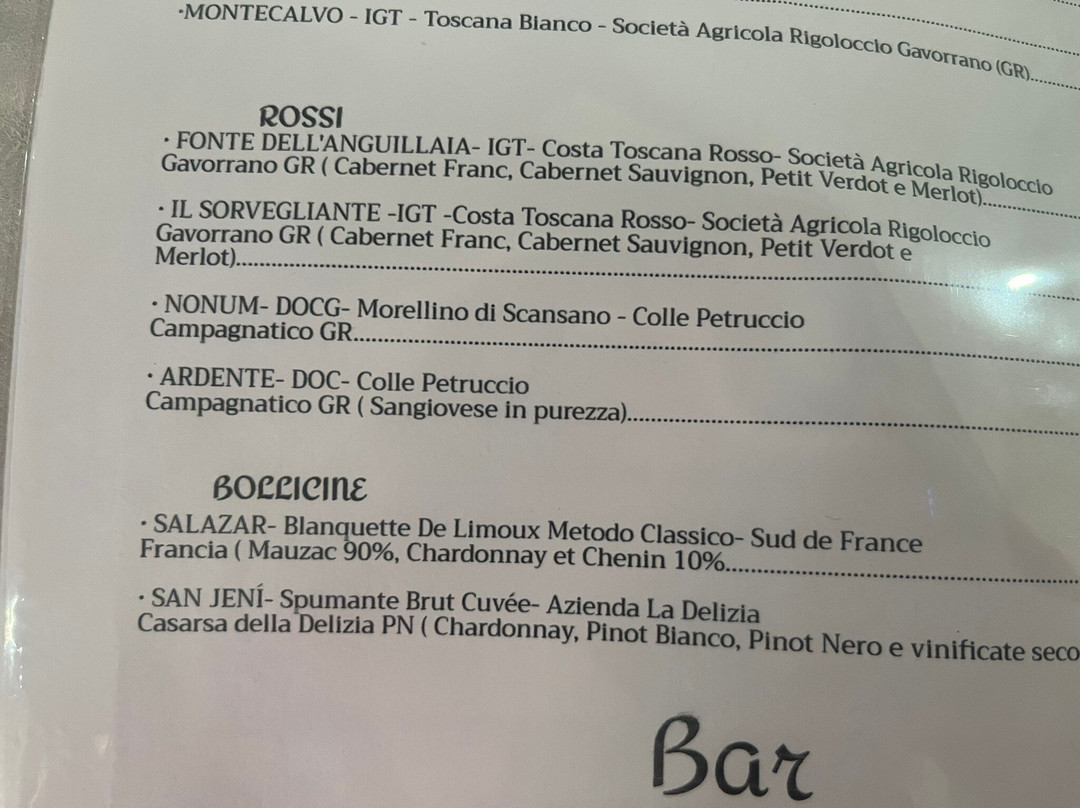 ·MONTECALVO - IGT - Toscana Bianco - Società Agricola Rigoloccio Gavorrano (GR)..........
ROSSI
· FONTE DELL'ANGUILLAIA- IGT- Costa Toscana Rosso- Società Agricola Rigoloccio
Gavorrano GR ( Cabernet Franc, Cabernet Sauvignon, Petit Verdot e Merlot)....................
· IL SORVEGLIANTE -IGT -Costa Toscana Rosso- Società Agricola Rigoloccio
Gavorrano GR ( Cabernet Franc, Cabernet Sauvignon, Petit Verdot e
Merlot)....................
· NONUM- DOCG- Morellino di Scansano - Colle Petruccio
Campagnatico GR....................
· ARDENTE- DOC- Colle Petruccio
Campagnatico GR ( Sangiovese in purezza)....................
BOLLICINE
· SALAZAR- Blanquette De Limoux Metodo Classico- Sud de France
Francia ( Mauzac 90%, Chardonnay et Chenin 10%....................
· SAN JENÍ- Spumante Brut Cuvée- Azienda La Delizia
Casarsa della Delizia PN ( Chardonnay, Pinot Bianco, Pinot Nero e vinificate seco
Bar